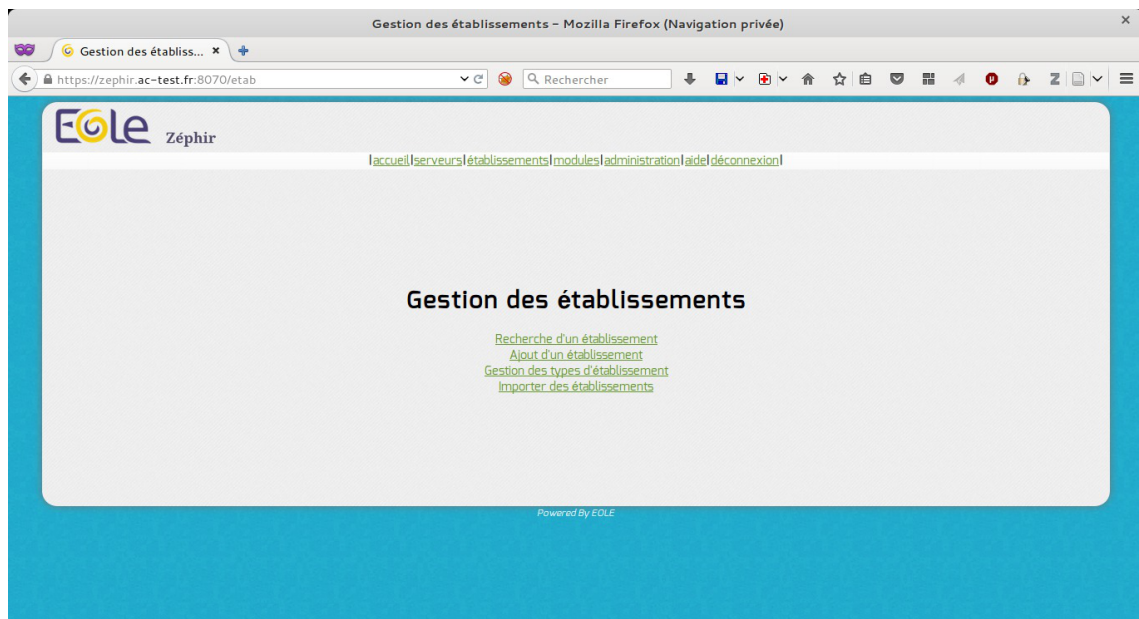 Gestion des établissements – Mozilla Firefox (Navigation privée)
Gestion des établiss...
https://zephir.ac-test.fr:8070/etab
Rechercher
EOLE Zéphir
|accueil|serveurs|établissements|modules|administration|aide|déconnexion|
Gestion des établissements
Recherche d'un établissement
Ajout d'un établissement
Gestion des types d'établissement
Importer des établissements
Powered By EOLE